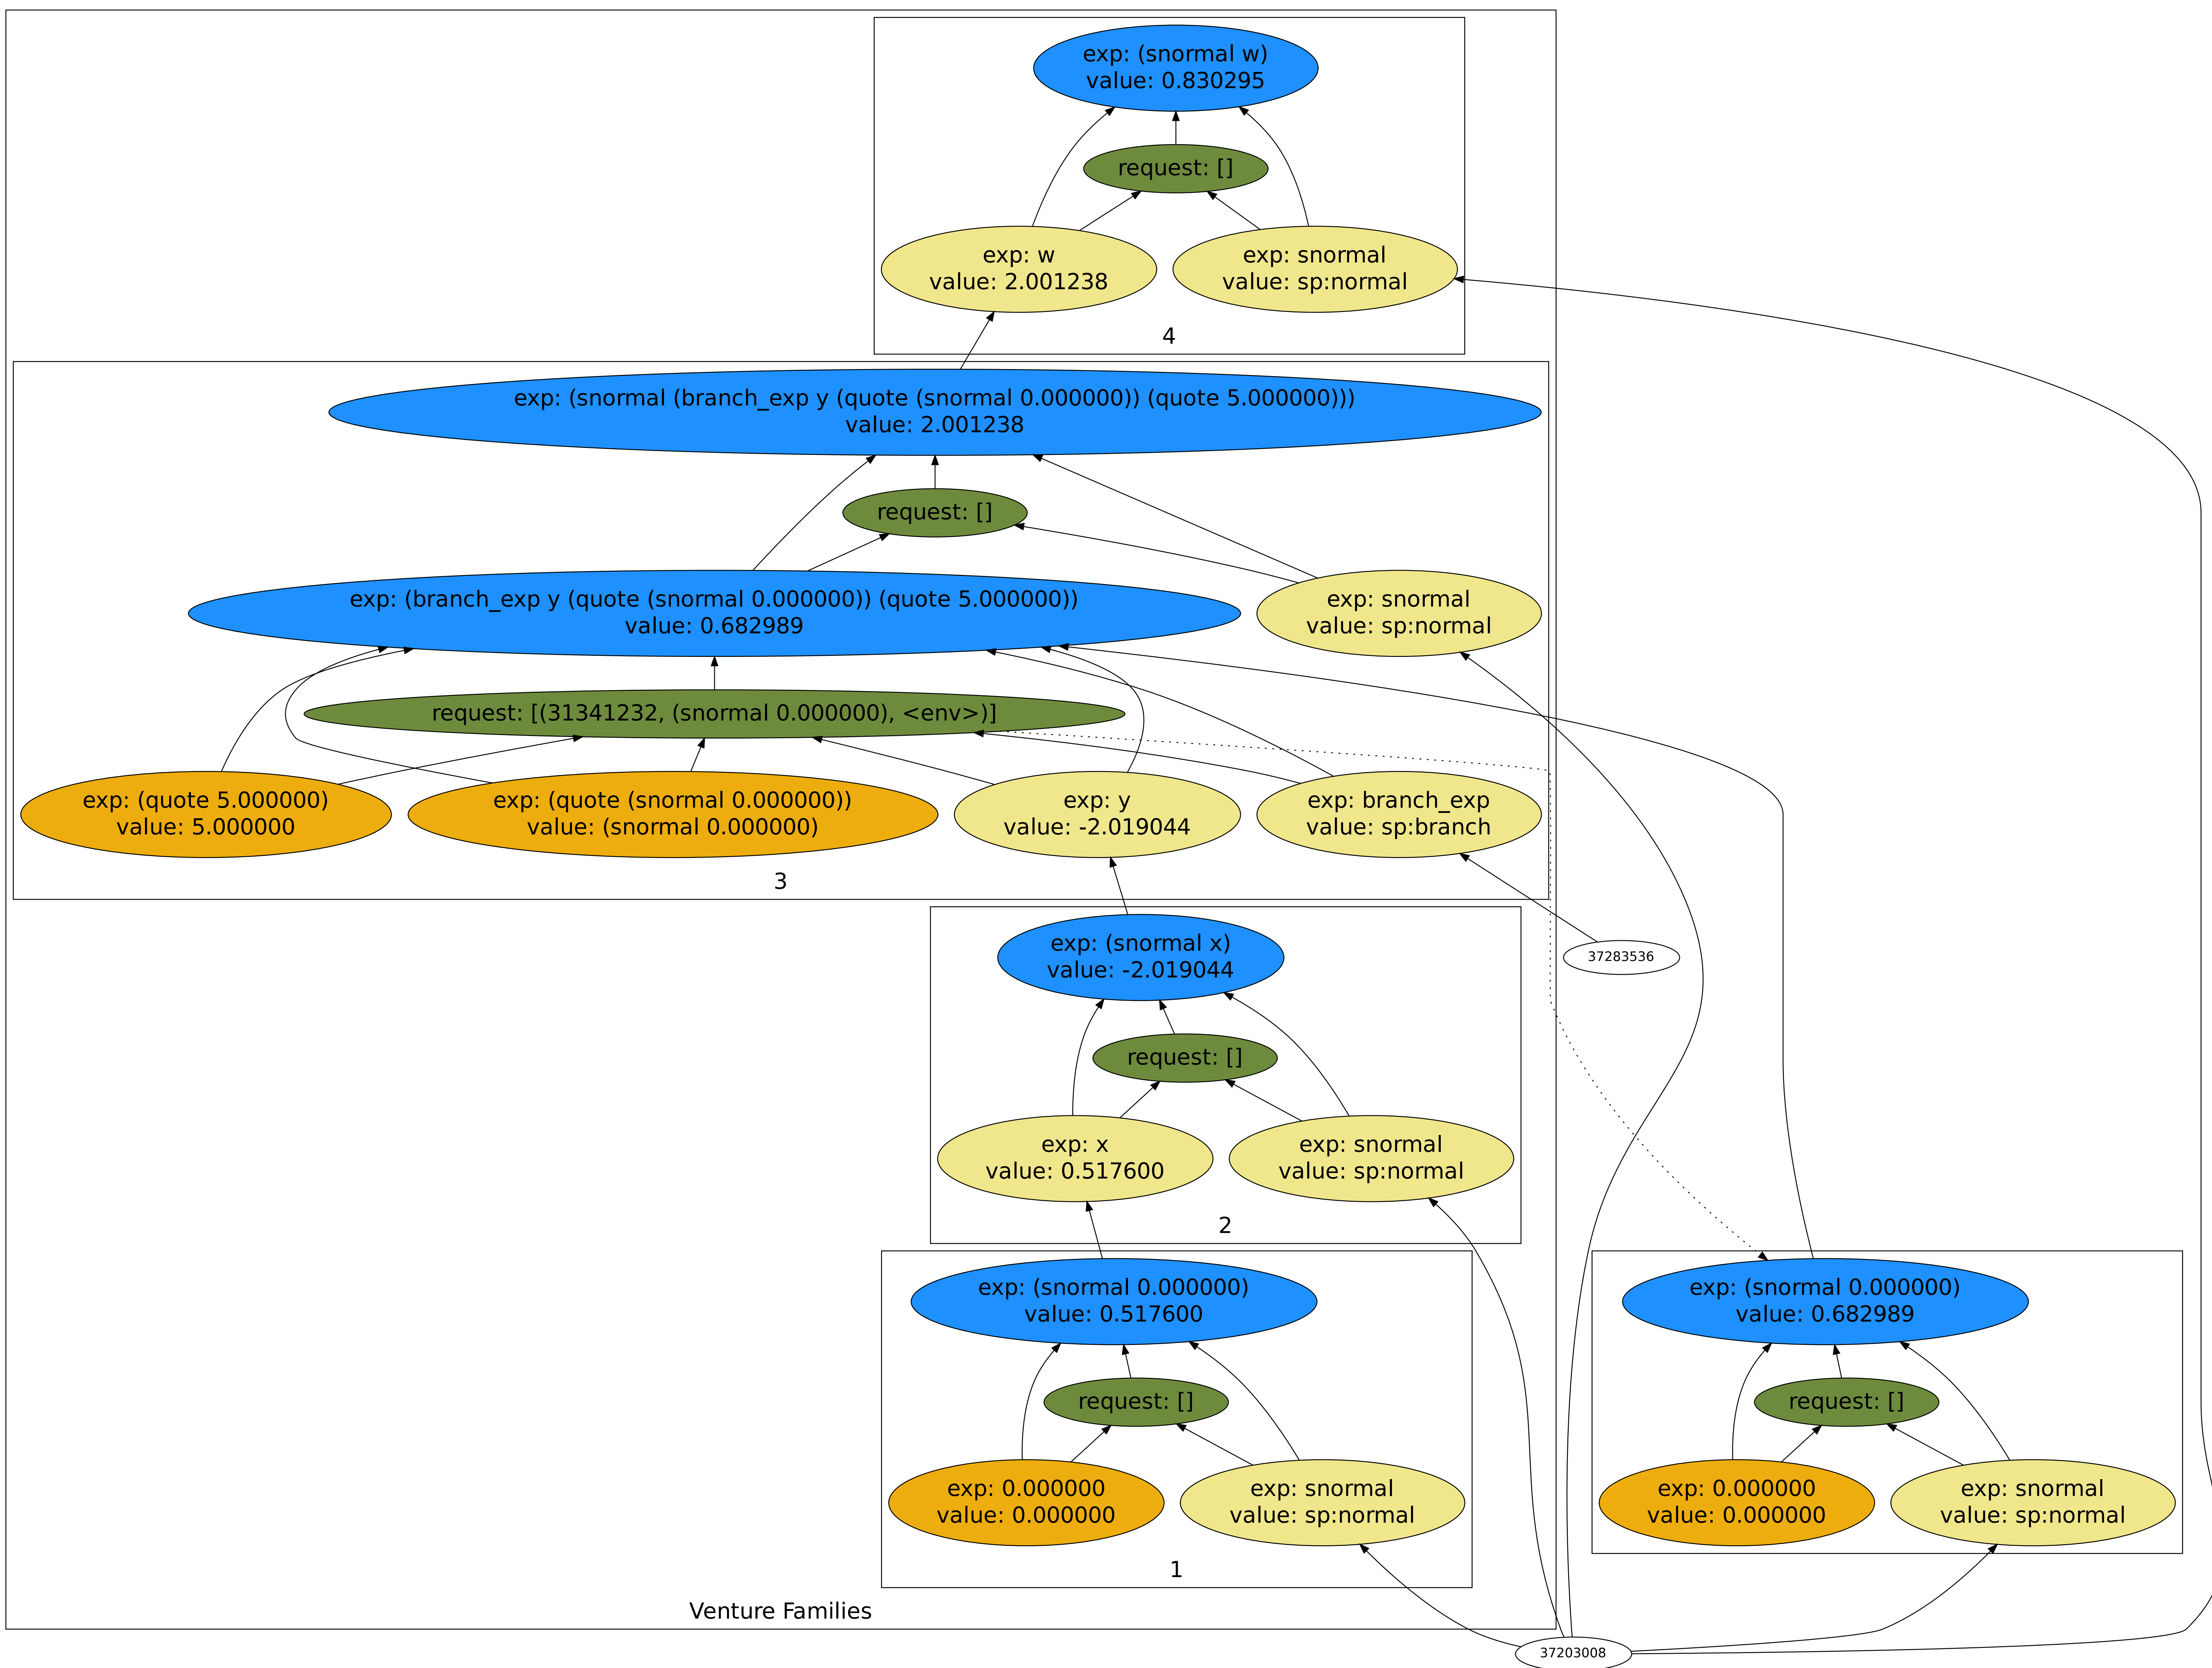 exp: (snormal w)
value: 0.830295
request: []
exp: w
value: 2.001238
exp: snormal
value: sp:normal
4
exp: (snormal (branch_exp y (quote (snormal 0.000000)) (quote 5.000000)))
value: 2.001238
request: []
exp: (branch_exp y (quote (snormal 0.000000)) (quote 5.000000))
value: 0.682989
exp: snormal
value: sp:normal
request: [(31341232, (snormal 0.000000), <env>)]
exp: (quote 5.000000)
value: 5.000000
exp: (quote (snormal 0.000000))
value: (snormal 0.000000)
exp: y
value: -2.019044
exp: branch_exp
value: sp:branch
3
exp: (snormal x)
value: -2.019044
37283536
request: []
exp: x
value: 0.517600
exp: snormal
value: sp:normal
2
exp: (snormal 0.000000)
value: 0.517600
request: []
exp: 0.000000
value: 0.000000
exp: snormal
value: sp:normal
1
exp: (snormal 0.000000)
value: 0.682989
request: []
exp: 0.000000
value: 0.000000
exp: snormal
value: sp:normal
Venture Families
37203008